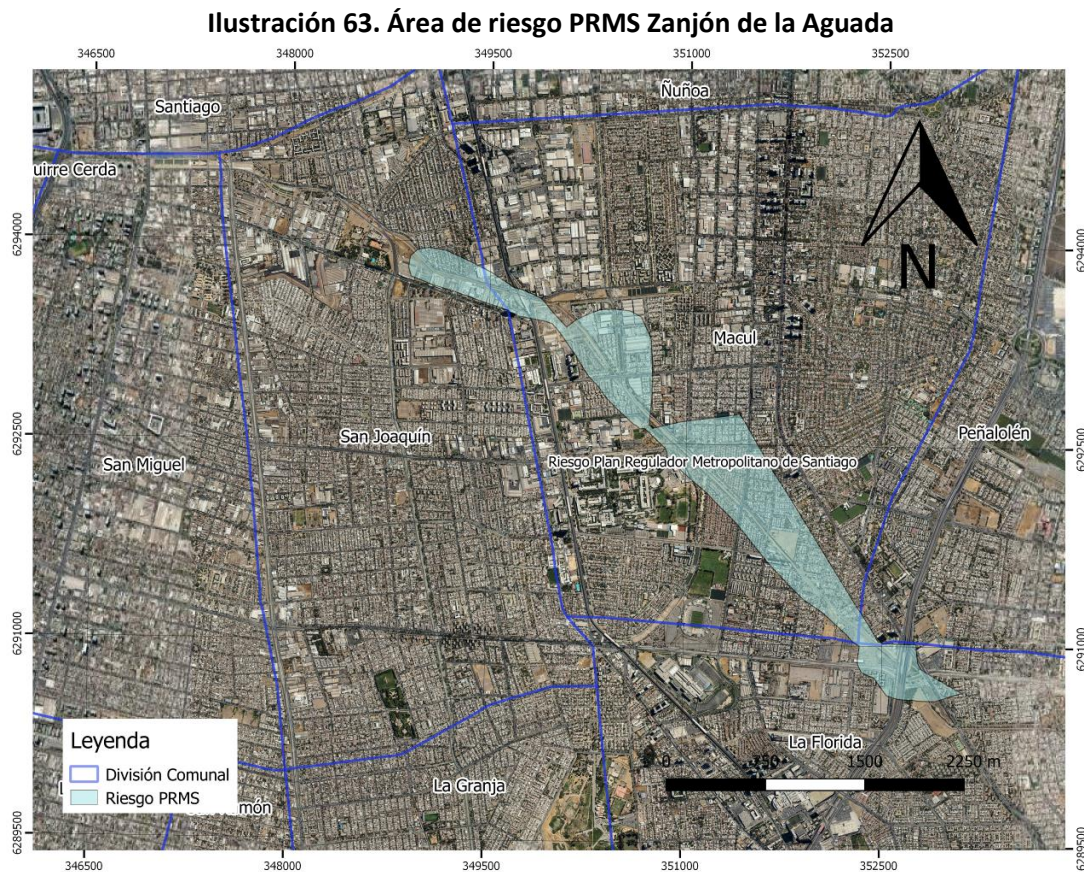 Ilustración 63. Área de riesgo PRMS Zanjón de la Aguada
346500 348000 349500 351000 352500
Santiago
Ñuñoa
uirre Cerda
6294000
6294000
N
Macul
San Joaquín
Peñalolén
6292500
6292500
San Miguel
Riesgo Plan Regulador Metropolitano de Santiago
6291000
6291000
Leyenda
División Comunal
Riesgo PRMS
La Florida
0 750 1500 2250 m
La Granja
món
6289500
6289500
346500 348000 349500 351000 352500